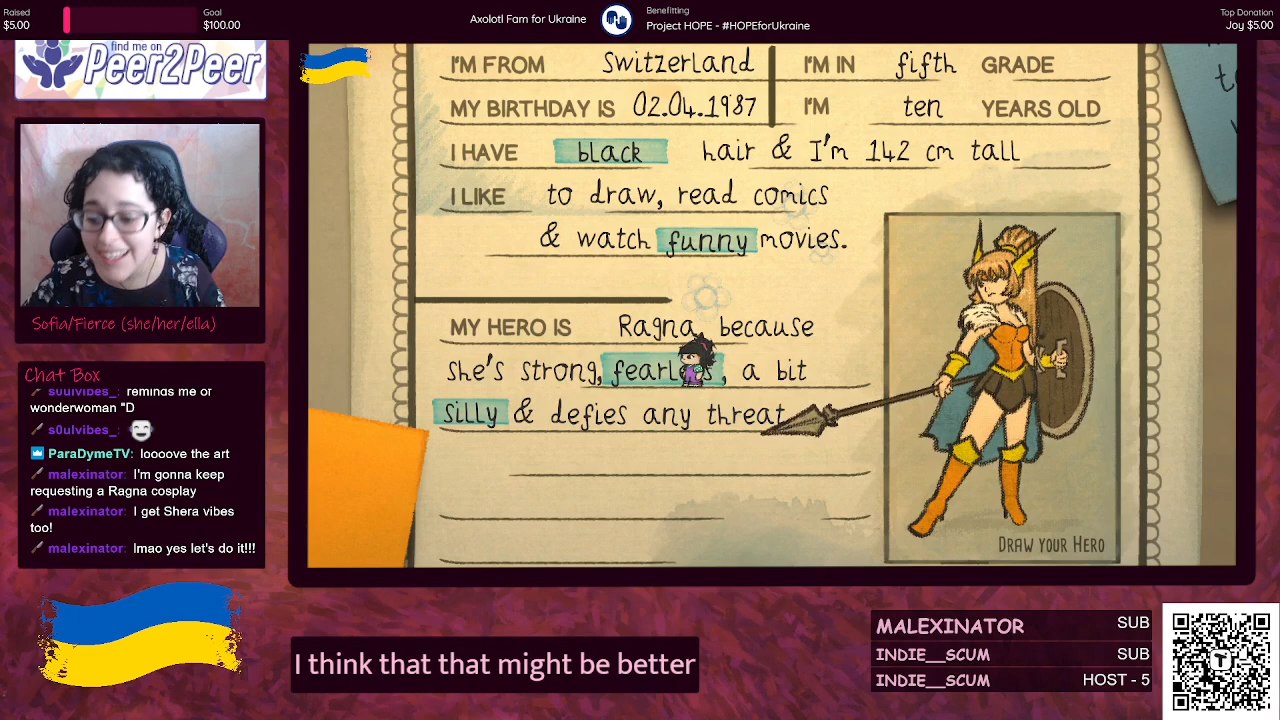 Raised
$5.00
Goal
$100.00
Axolotl Fam for Ukraine
Benefitting
Project HOPE - #HOPEforUkraine
Top Donation
Joy $5.00
find me on
Peer2Peer
Sofia/Fierce (she/her/ella)
Chat Box
s0ulvibes_: reminds me of
wonderwoman "D
s0ulvibes_:
ParaDymeTV: loooove the art
malexinator: I'm gonna keep
requesting a Ragna cosplay
malexinator: I get Shera vibes
too!
malexinator: lmao yes let's do it!!!
I'M FROM Switzerland
I'M IN fifth GRADE
MY BIRTHDAY IS 02.04.1987
I'M ten YEARS OLD
I HAVE black hair & I'm 142 cm tall
I LIKE to draw, read comics
& watch funny movies.
MY HERO IS Ragna, because
she's strong, , a bit
silly & defies any threat
DRAW YOUR HERO
I think that that might be better
MALEXINATOR SUB
INDIE__SCUM SUB
INDIE__SCUM HOST - 5
T